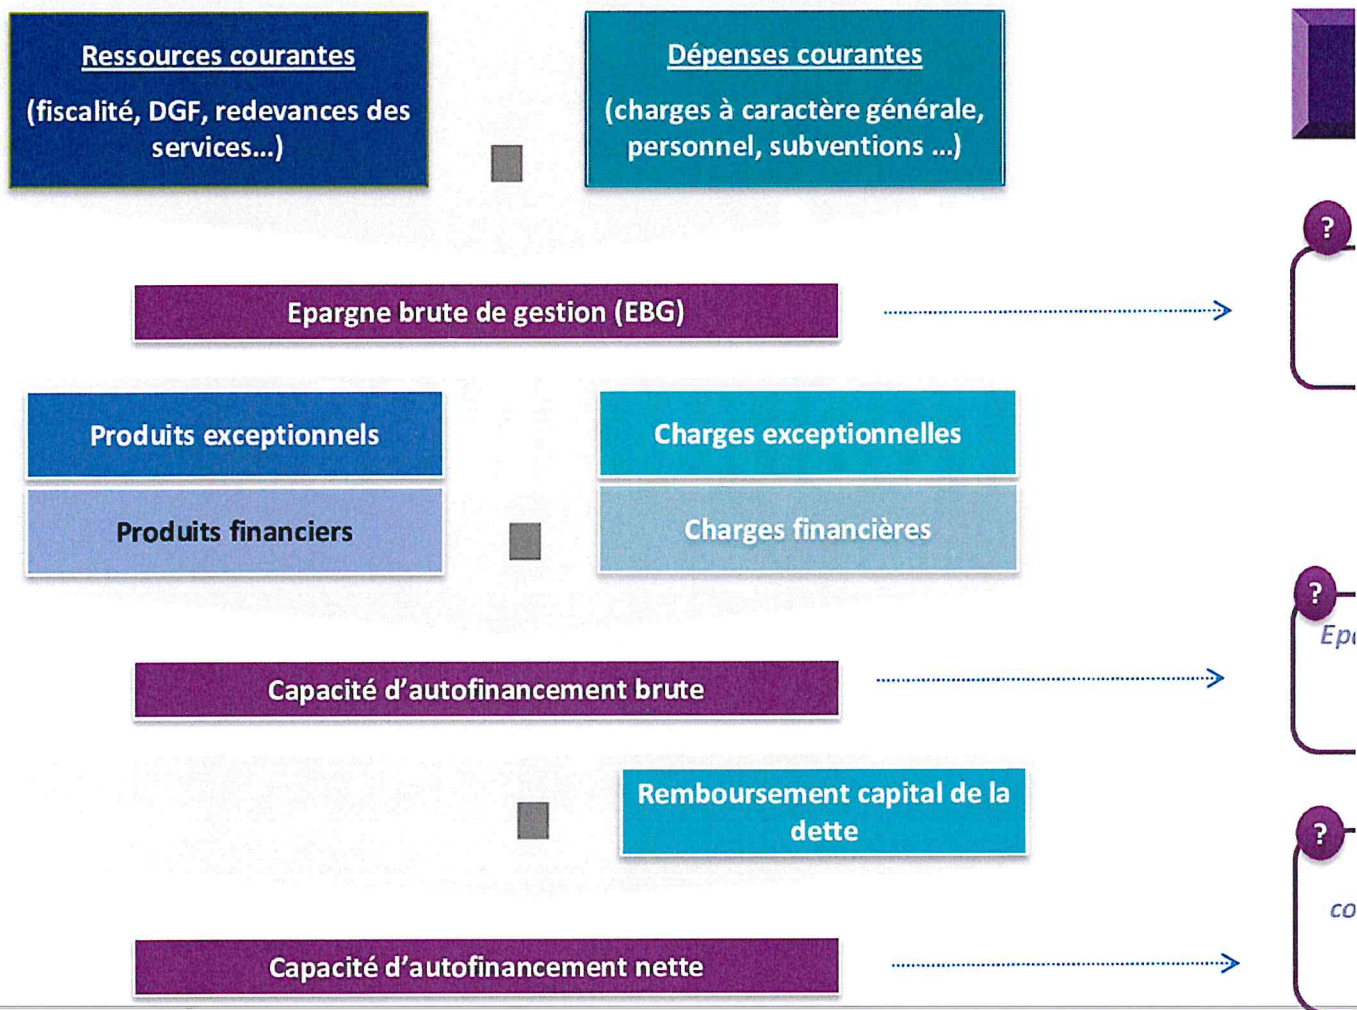 Ressources courantes
(fiscalité, DGF, redevances des
services...)
Dépenses courantes
(charges à caractère générale,
personnel, subventions ...)
?
Epargne brute de gestion (EBG)
Produits exceptionnels
Charges exceptionnelles
Produits financiers
Charges financières
?
Capacité d'autofinancement brute
Remboursement capital de la
dette
?
co
Capacité d'autofinancement nette